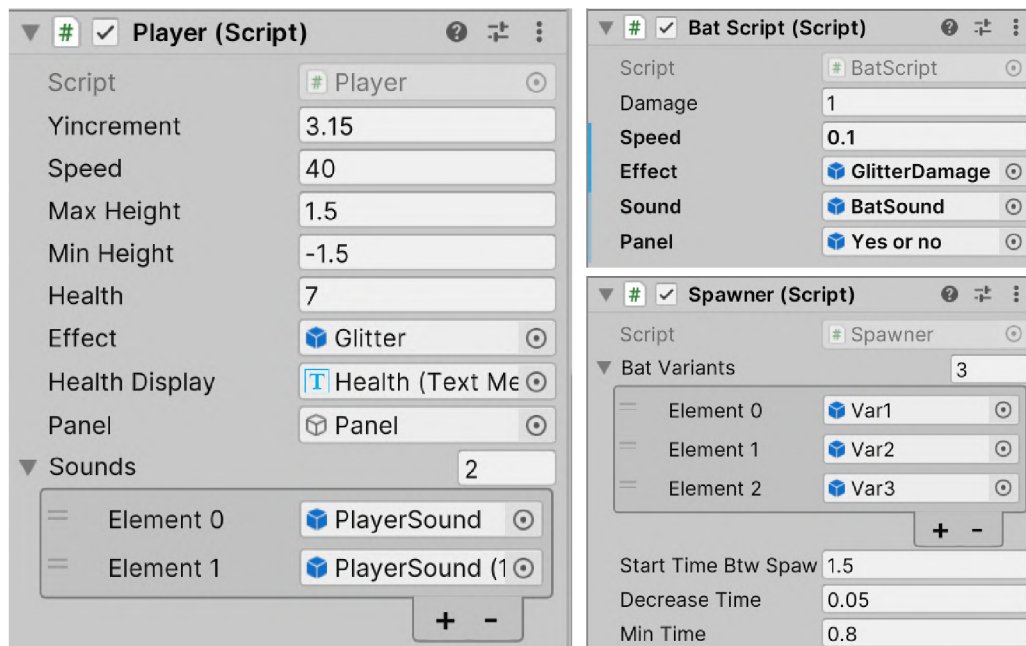 # Player (Script)
Script # Player
Yincrement 3.15
Speed 40
Max Height 1.5
Min Height -1.5
Health 7
Effect Glitter
Health Display T Health (Text Me
Panel Panel
Sounds 2
Element 0 PlayerSound
Element 1 PlayerSound (1
+ -
# Bat Script (Script)
Script # BatScript
Damage 1
Speed 0.1
Effect GlitterDamage
Sound BatSound
Panel Yes or no
# Spawner (Script)
Script # Spawner
Bat Variants 3
Element 0 Var1
Element 1 Var2
Element 2 Var3
+ -
Start Time Btw Spaw 1.5
Decrease Time 0.05
Min Time 0.8